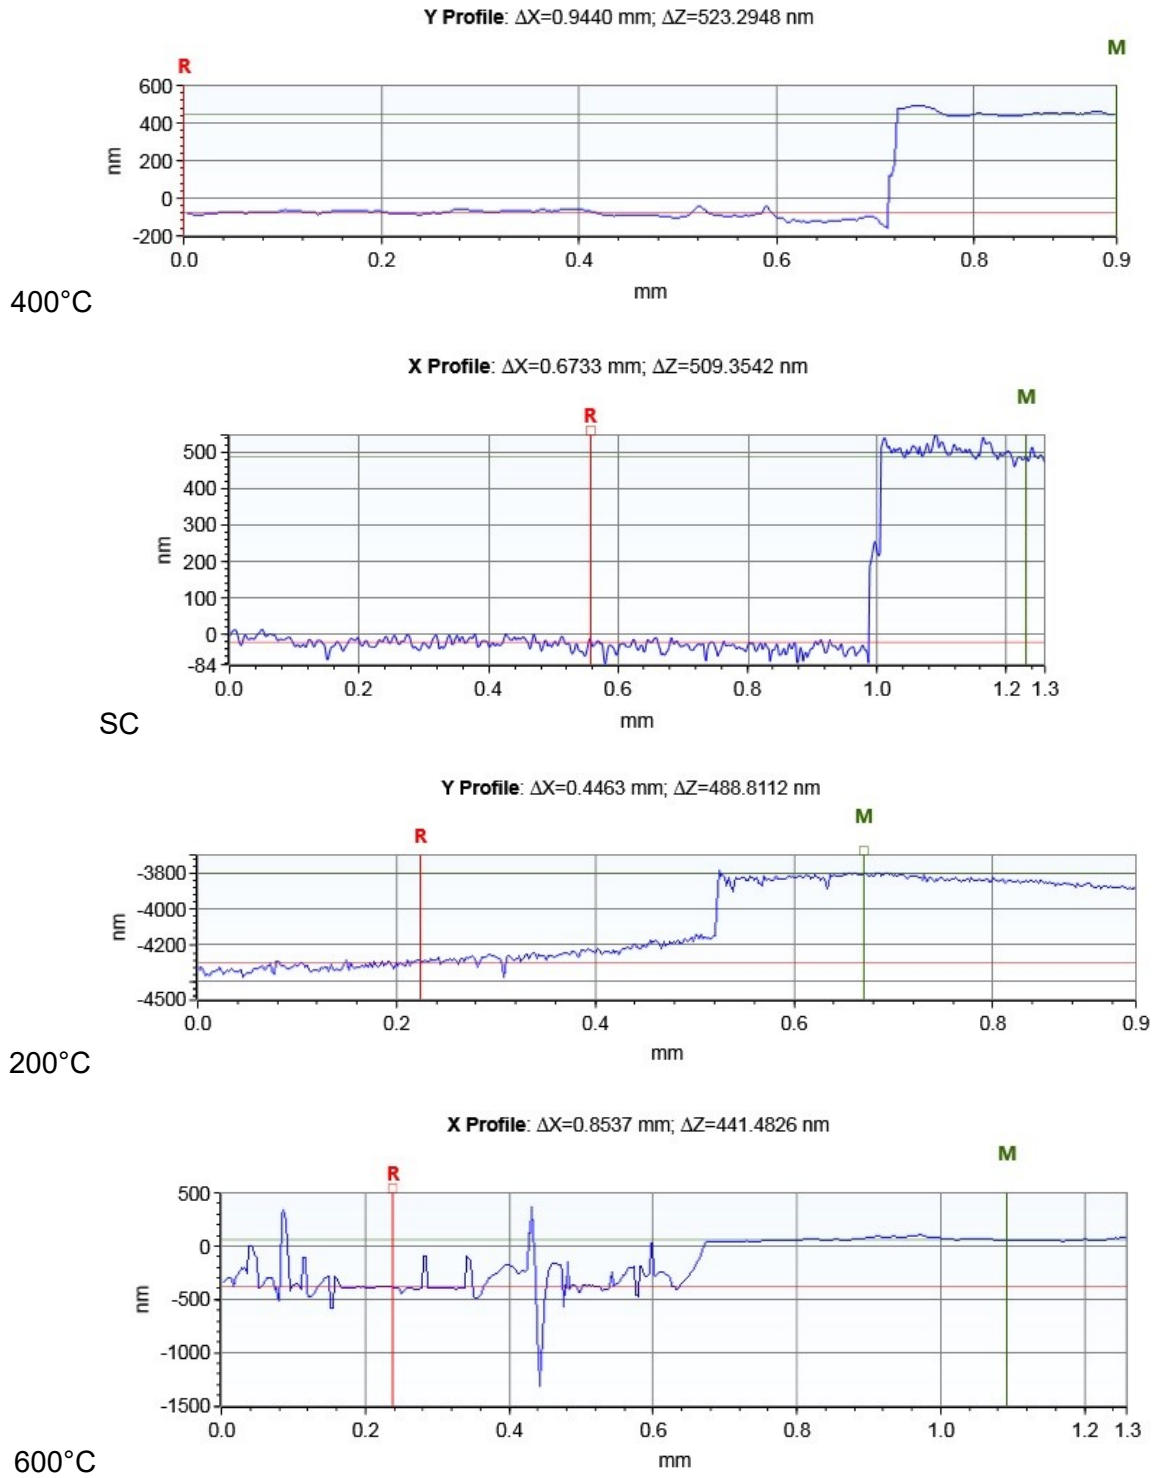 Y Profile: ΔX=0.9440 mm; ΔZ=523.2948 nm
M
R
600
400
200
0
-200
nm
0.0 0.2 0.4 0.6 0.8 0.9
mm
400°C
X Profile: ΔX=0.6733 mm; ΔZ=509.3542 nm
M
R
500
400
300
200
100
0
-84
nm
0.0 0.2 0.4 0.6 0.8 1.0 1.2 1.3
mm
SC
Y Profile: ΔX=0.4463 mm; ΔZ=488.8112 nm
M
R
-3800
-4000
-4200
-4500
nm
0.0 0.2 0.4 0.6 0.8 0.9
mm
200°C
X Profile: ΔX=0.8537 mm; ΔZ=441.4826 nm
M
R
500
0
-500
-1000
-1500
nm
0.0 0.2 0.4 0.6 0.8 1.0 1.2 1.3
mm
600°C